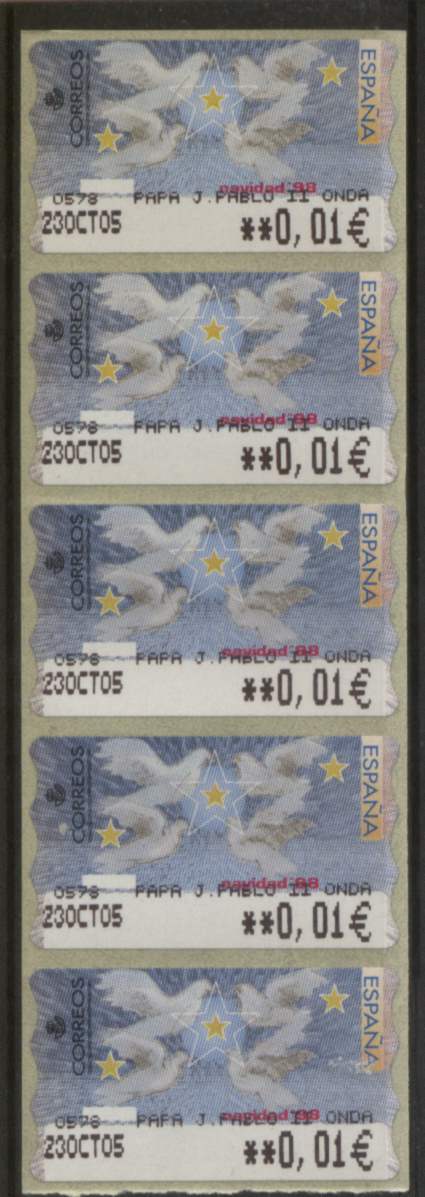 CORREOS
ESPAÑA
navidad 98
0578 PAPA J.PABLO II ONDA
23OCT05 **0,01€
CORREOS
ESPAÑA
navidad 98
0578 PAPA J.PABLO II ONDA
23OCT05 **0,01€
CORREOS
ESPAÑA
navidad 98
0578 PAPA J.PABLO II ONDA
23OCT05 **0,01€
CORREOS
ESPAÑA
navidad 98
0578 PAPA J.PABLO II ONDA
23OCT05 **0,01€
CORREOS
ESPAÑA
navidad 98
0578 PAPA J.PABLO II ONDA
23OCT05 **0,01€